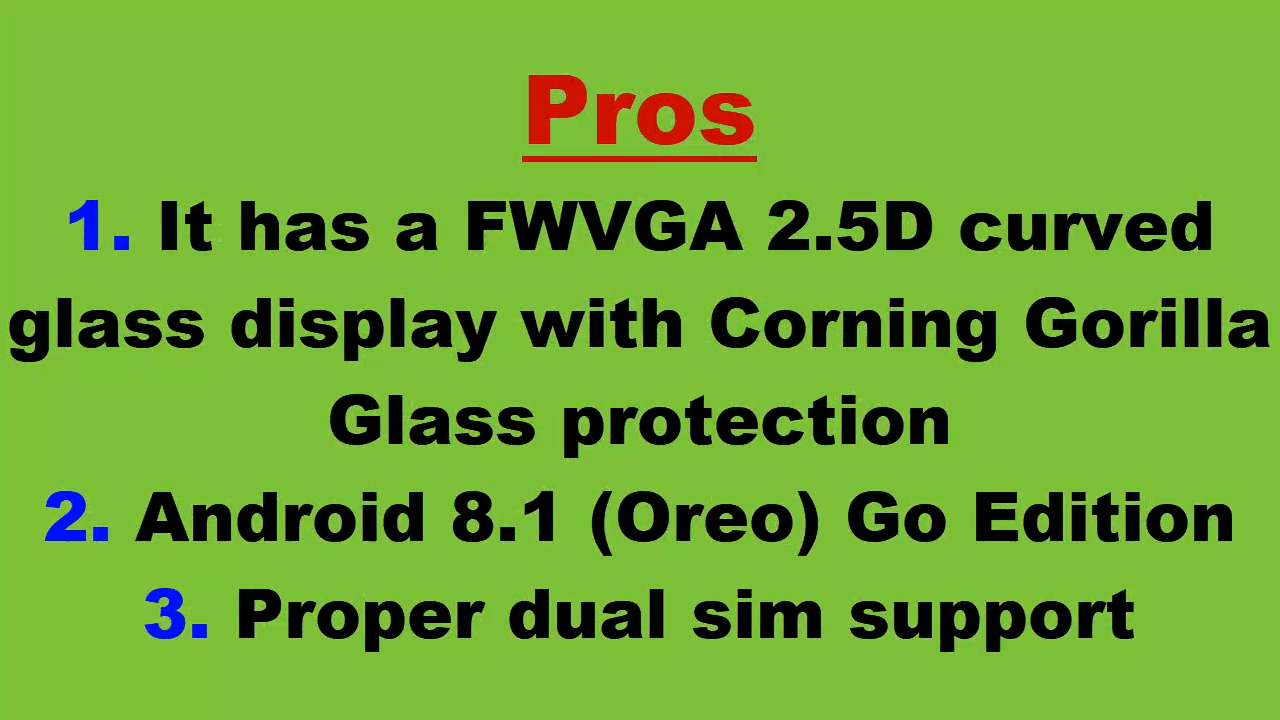 Pros
1. It has a FWVGA 2.5D curved
glass display with Corning Gorilla
Glass protection
2. Android 8.1 (Oreo) Go Edition
3. Proper dual sim support